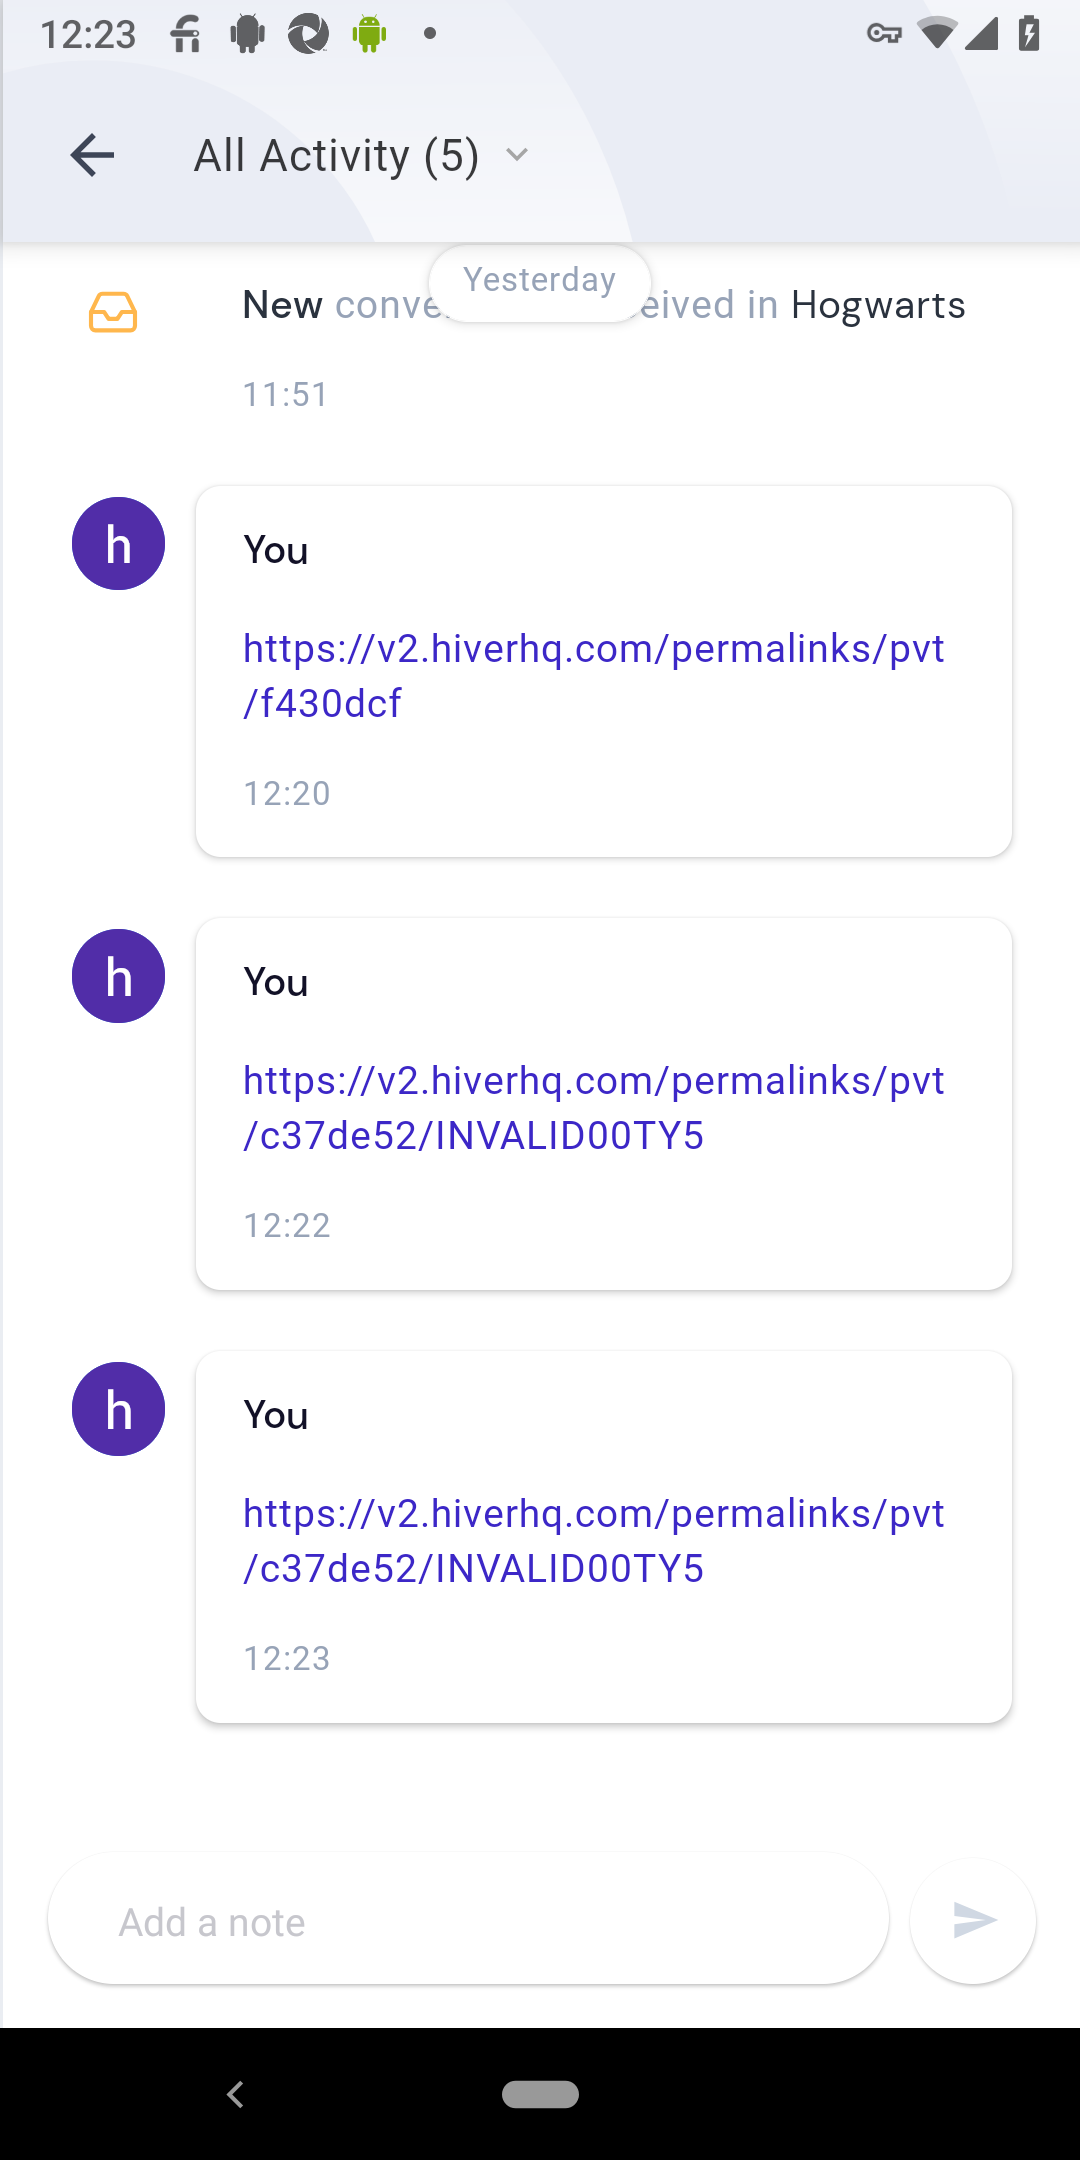 12:23
All Activity (5)
Yesterday
New conve eived in Hogwarts
11:51
h
You
https://v2.hiverhq.com/permalinks/pvt
/f430dcf
12:20
h
You
https://v2.hiverhq.com/permalinks/pvt
/c37de52/INVALID00TY5
12:22
h
You
https://v2.hiverhq.com/permalinks/pvt
/c37de52/INVALID00TY5
12:23
Add a note